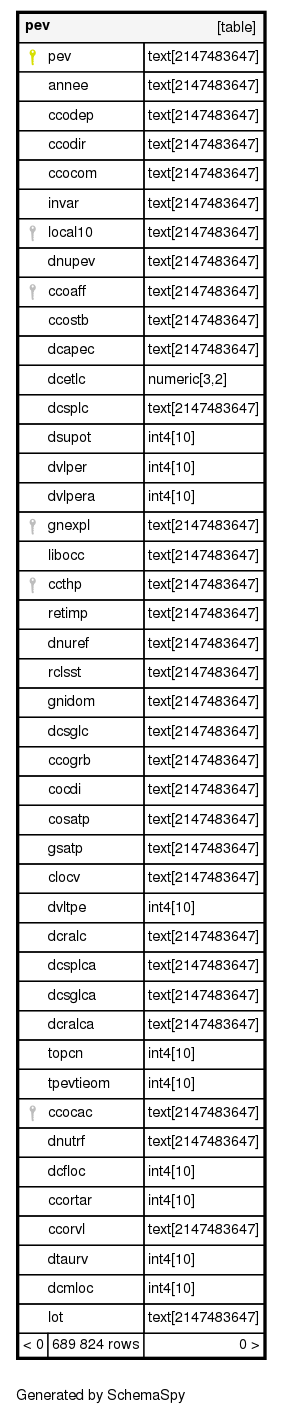 pev [table]
pev text[2147483647]
annee text[2147483647]
ccodep text[2147483647]
ccodir text[2147483647]
ccocom text[2147483647]
invar text[2147483647]
local10 text[2147483647]
dnupev text[2147483647]
ccoaff text[2147483647]
ccostb text[2147483647]
dcapec text[2147483647]
dcetlc numeric[3,2]
dcsplc text[2147483647]
dsupot int4[10]
dvlper int4[10]
dvlpera int4[10]
gnexpl text[2147483647]
libocc text[2147483647]
ccthp text[2147483647]
retimp text[2147483647]
dnuref text[2147483647]
rclsst text[2147483647]
gnidom text[2147483647]
dcsglc text[2147483647]
ccogrb text[2147483647]
cocdi text[2147483647]
cosatp text[2147483647]
gsatp text[2147483647]
clocv text[2147483647]
dvltpe int4[10]
dcralc text[2147483647]
dcsplca text[2147483647]
dcsglca text[2147483647]
dcralca text[2147483647]
topcn int4[10]
tpevtieom int4[10]
ccocac text[2147483647]
dnutrf text[2147483647]
dcfloc int4[10]
ccortar int4[10]
ccorvl text[2147483647]
dtaurv int4[10]
dcmloc int4[10]
lot text[2147483647]
< 0 689 824 rows 0 >
Generated by SchemaSpy